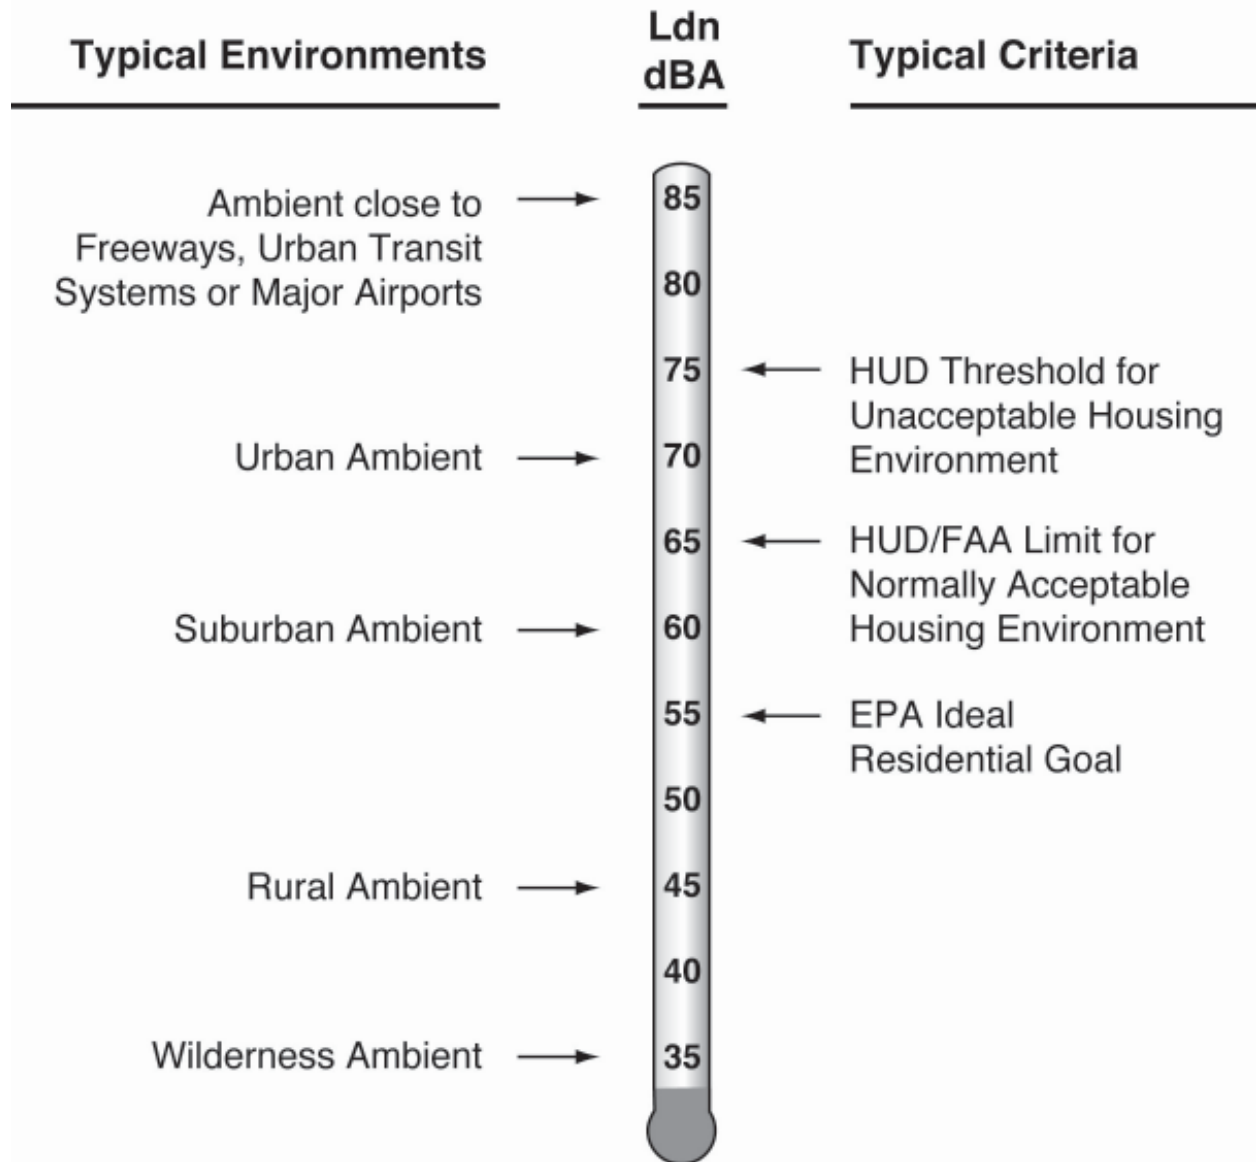 Typical Environments
Ldn
dBA
Typical Criteria
Ambient close to
Freeways, Urban Transit
Systems or Major Airports
85
80
75
HUD Threshold for
Unacceptable Housing
Environment
Urban Ambient
70
65
HUD/FAA Limit for
Normally Acceptable
Housing Environment
Suburban Ambient
60
55
EPA Ideal
Residential Goal
50
Rural Ambient
45
40
Wilderness Ambient
35